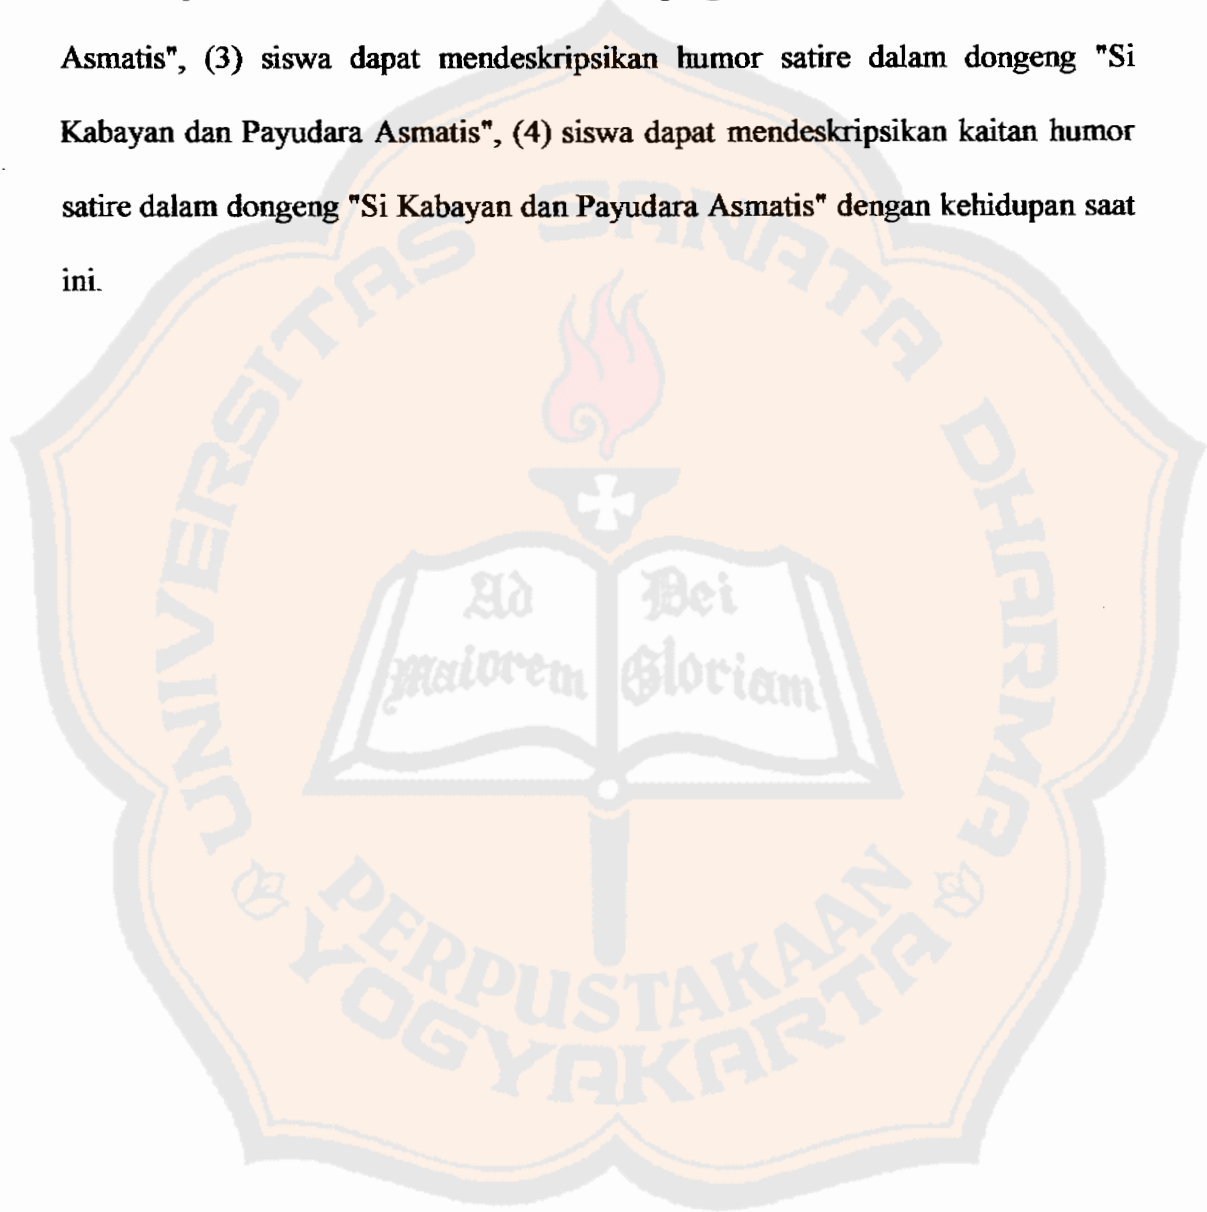 Asmatis", (3) siswa dapat mendeskripsikan humor satire dalam dongeng "Si
Kabayan dan Payudara Asmatis", (4) siswa dapat mendeskripsikan kaitan humor
satire dalam dongeng "Si Kabayan dan Payudara Asmatis" dengan kehidupan saat
ini.
UNIVERSITAS SANATA DHARMA
Ad Dei
Maiorem Gloriam
PERPUSTAKAAN
YOGYAKARTA